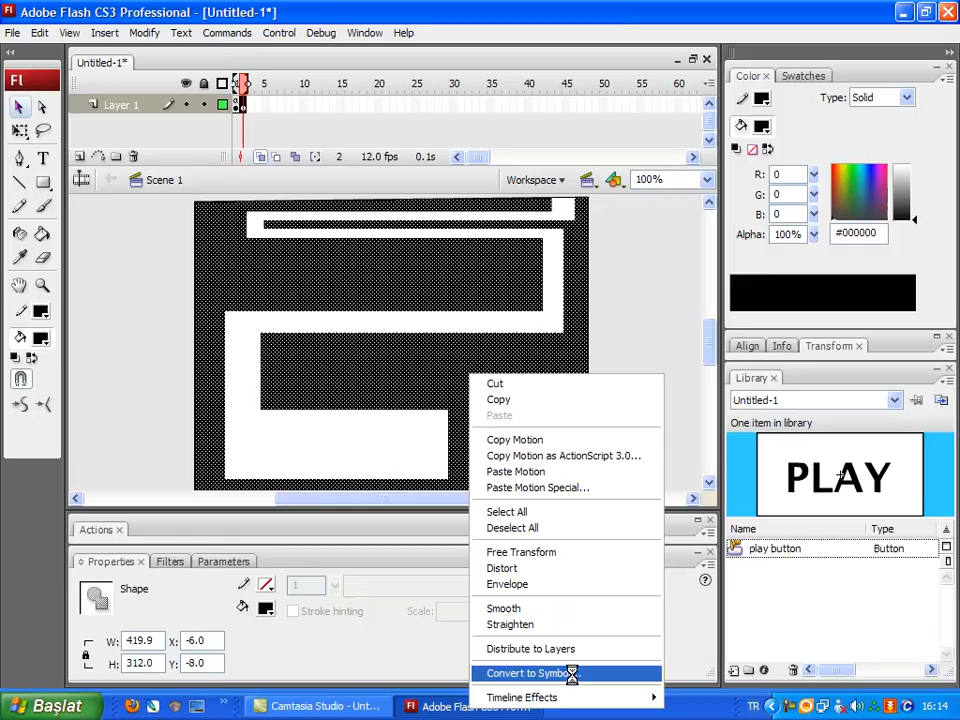 Adobe Flash CS3 Professional - [Untitled-1*]
File Edit View Insert Modify Text Commands Control Debug Window Help
Untitled-1*
5 10 15 20 25 30 35 40 45 50 55
Layer 1
2 12.0 fps 0.1s
Scene 1 Workspace 100%
Color Swatches
Type: Solid
R: 0
G: 0
B: 0
Alpha: 100% #000000
Align Info Transform
Library
Untitled-1
One item in library
PLAY
Name Type
play button Button
Cut
Copy
Paste
Copy Motion
Copy Motion as ActionScript 3.0...
Paste Motion
Paste Motion Special...
Select All
Deselect All
Free Transform
Distort
Envelope
Smooth
Straighten
Distribute to Layers
Convert to Symbol...
Timeline Effects
Actions
Properties Filters Parameters
Shape
1
Stroke hinting Scale:
W: 419.9 X: -6.0
H: 312.0 Y: -8.0
Başlat Camtasia Studio - Unt... TR 16:14